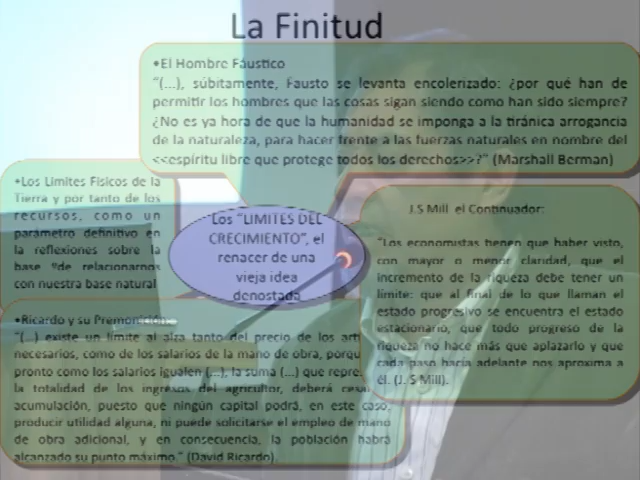 La Finitud
•El Hombre Fáustico
"(...), súbitamente, Fausto se levanta encolerizado: ¿por qué han de
permitir los hombres que las cosas sigan siendo como han sido siempre?
¿No es ya hora de que la humanidad se imponga a la tiránica arrogancia
de la naturaleza, para hacer frente a las fuerzas naturales en nombre del
<<espíritu libre que protege todos los derechos>>?" (Marshall Berman)
•Los Límites Físicos de la
Tierra y por tanto de los
recursos, como un
parámetro definitivo en
la reflexiones sobre la
base de relacionarnos
con nuestra base natural
Los "LIMITES DEL
CRECIMIENTO", el
renacer de una
vieja idea
denostada
J.S Mill el Continuador:
"Los economistas tienen que haber visto,
con mayor o menor claridad, que el
incremento de la riqueza debe tener un
límite: que al final de lo que llaman el
estado progresivo se encuentra el estado
estacionario, que todo progreso de la
riqueza no hace más que aplazarlo y que
cada paso hacia adelante nos aproxima a
él. (J. S Mill).
•Ricardo y su Premonición:
"(...) existe un límite al alza tanto del precio de los
necesarios, como de los salarios de la mano de obra,
pronto como los salarios igualen (...), la suma (...) que
la totalidad de los ingresos del agricultor, deberá
acumulación, puesto que ningún capital podrá, en este caso,
producir utilidad alguna, ni puede solicitarse el empleo de mano
de obra adicional, y en consecuencia, la población habrá
alcanzado su punto máximo." (David Ricardo).